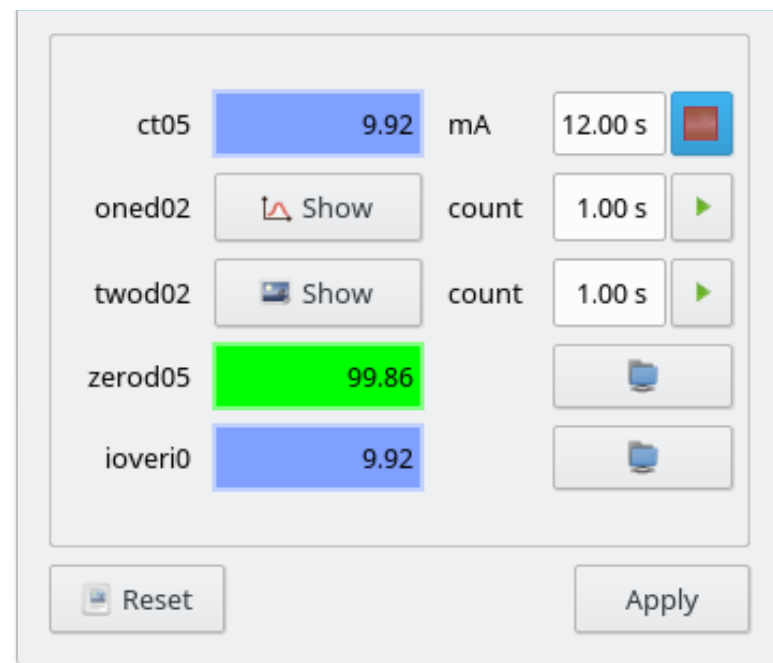 ct05 9.92 mA 12.00 s
oned02 Show count 1.00 s
twod02 Show count 1.00 s
zerod05 99.86
ioveri0 9.92
Reset Apply